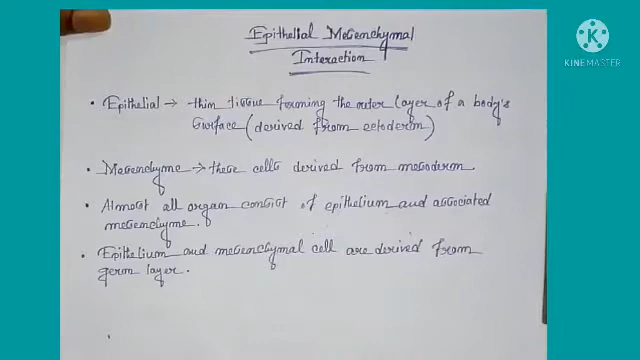 Epithelial Mesenchymal
Interaction
KINEMASTER
• Epithelial → thin tissue forming the outer layer of a body's
surface (derived from ectoderm)
• Mesenchyme → these cells derived from mesoderm.
• Almost all organ consist of epithelium and associated
mesenchyme.
• Epithelium and mesenchymal cell are derived from
germ layer.